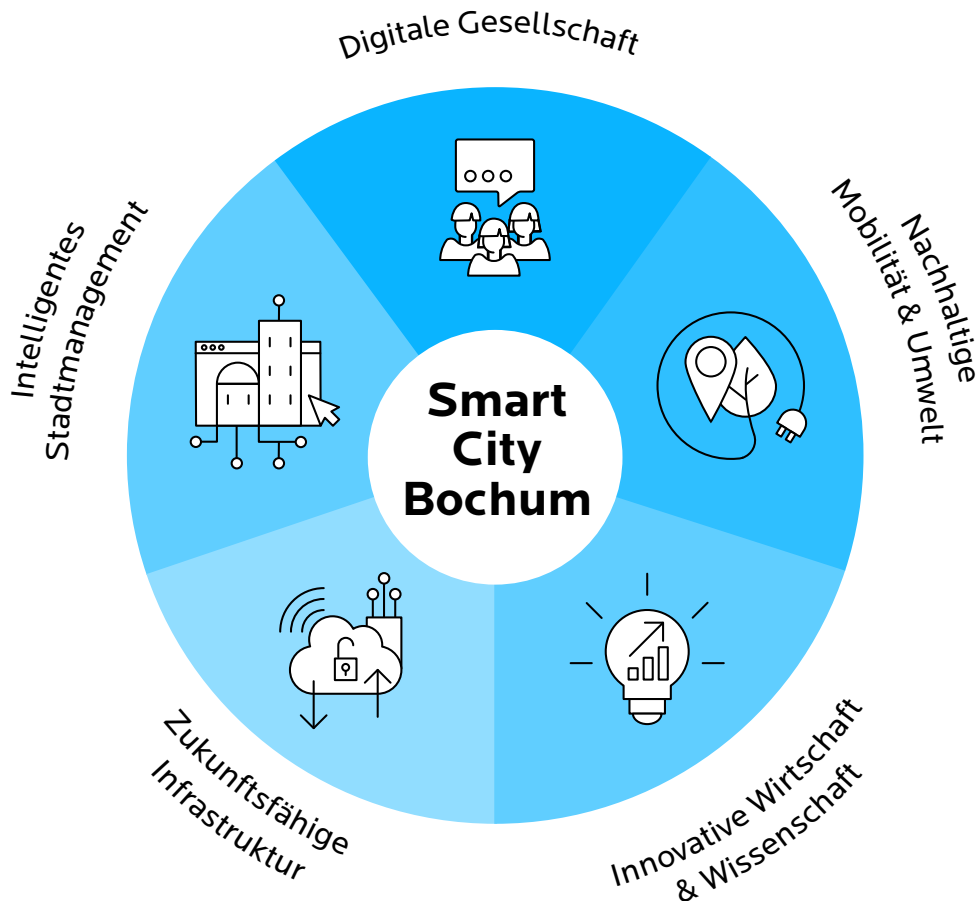 Digitale Gesellschaft
Nachhaltige
Mobilität & Umwelt
Innovative Wirtschaft
& Wissenschaft
Zukunftsfähige
Infrastruktur
Intelligentes
Stadtmanagement
Smart
City
Bochum